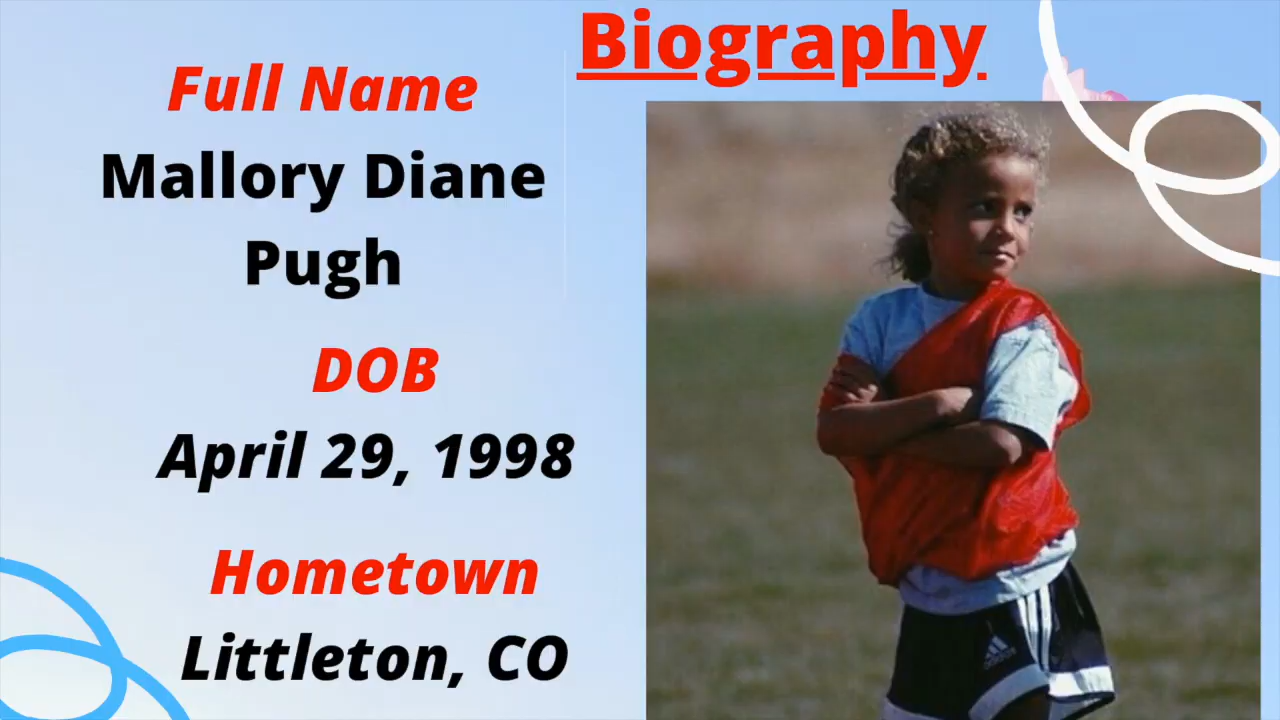 Biography
Full Name
Mallory Diane
Pugh
DOB
April 29, 1998
Hometown
Littleton, CO
adidas